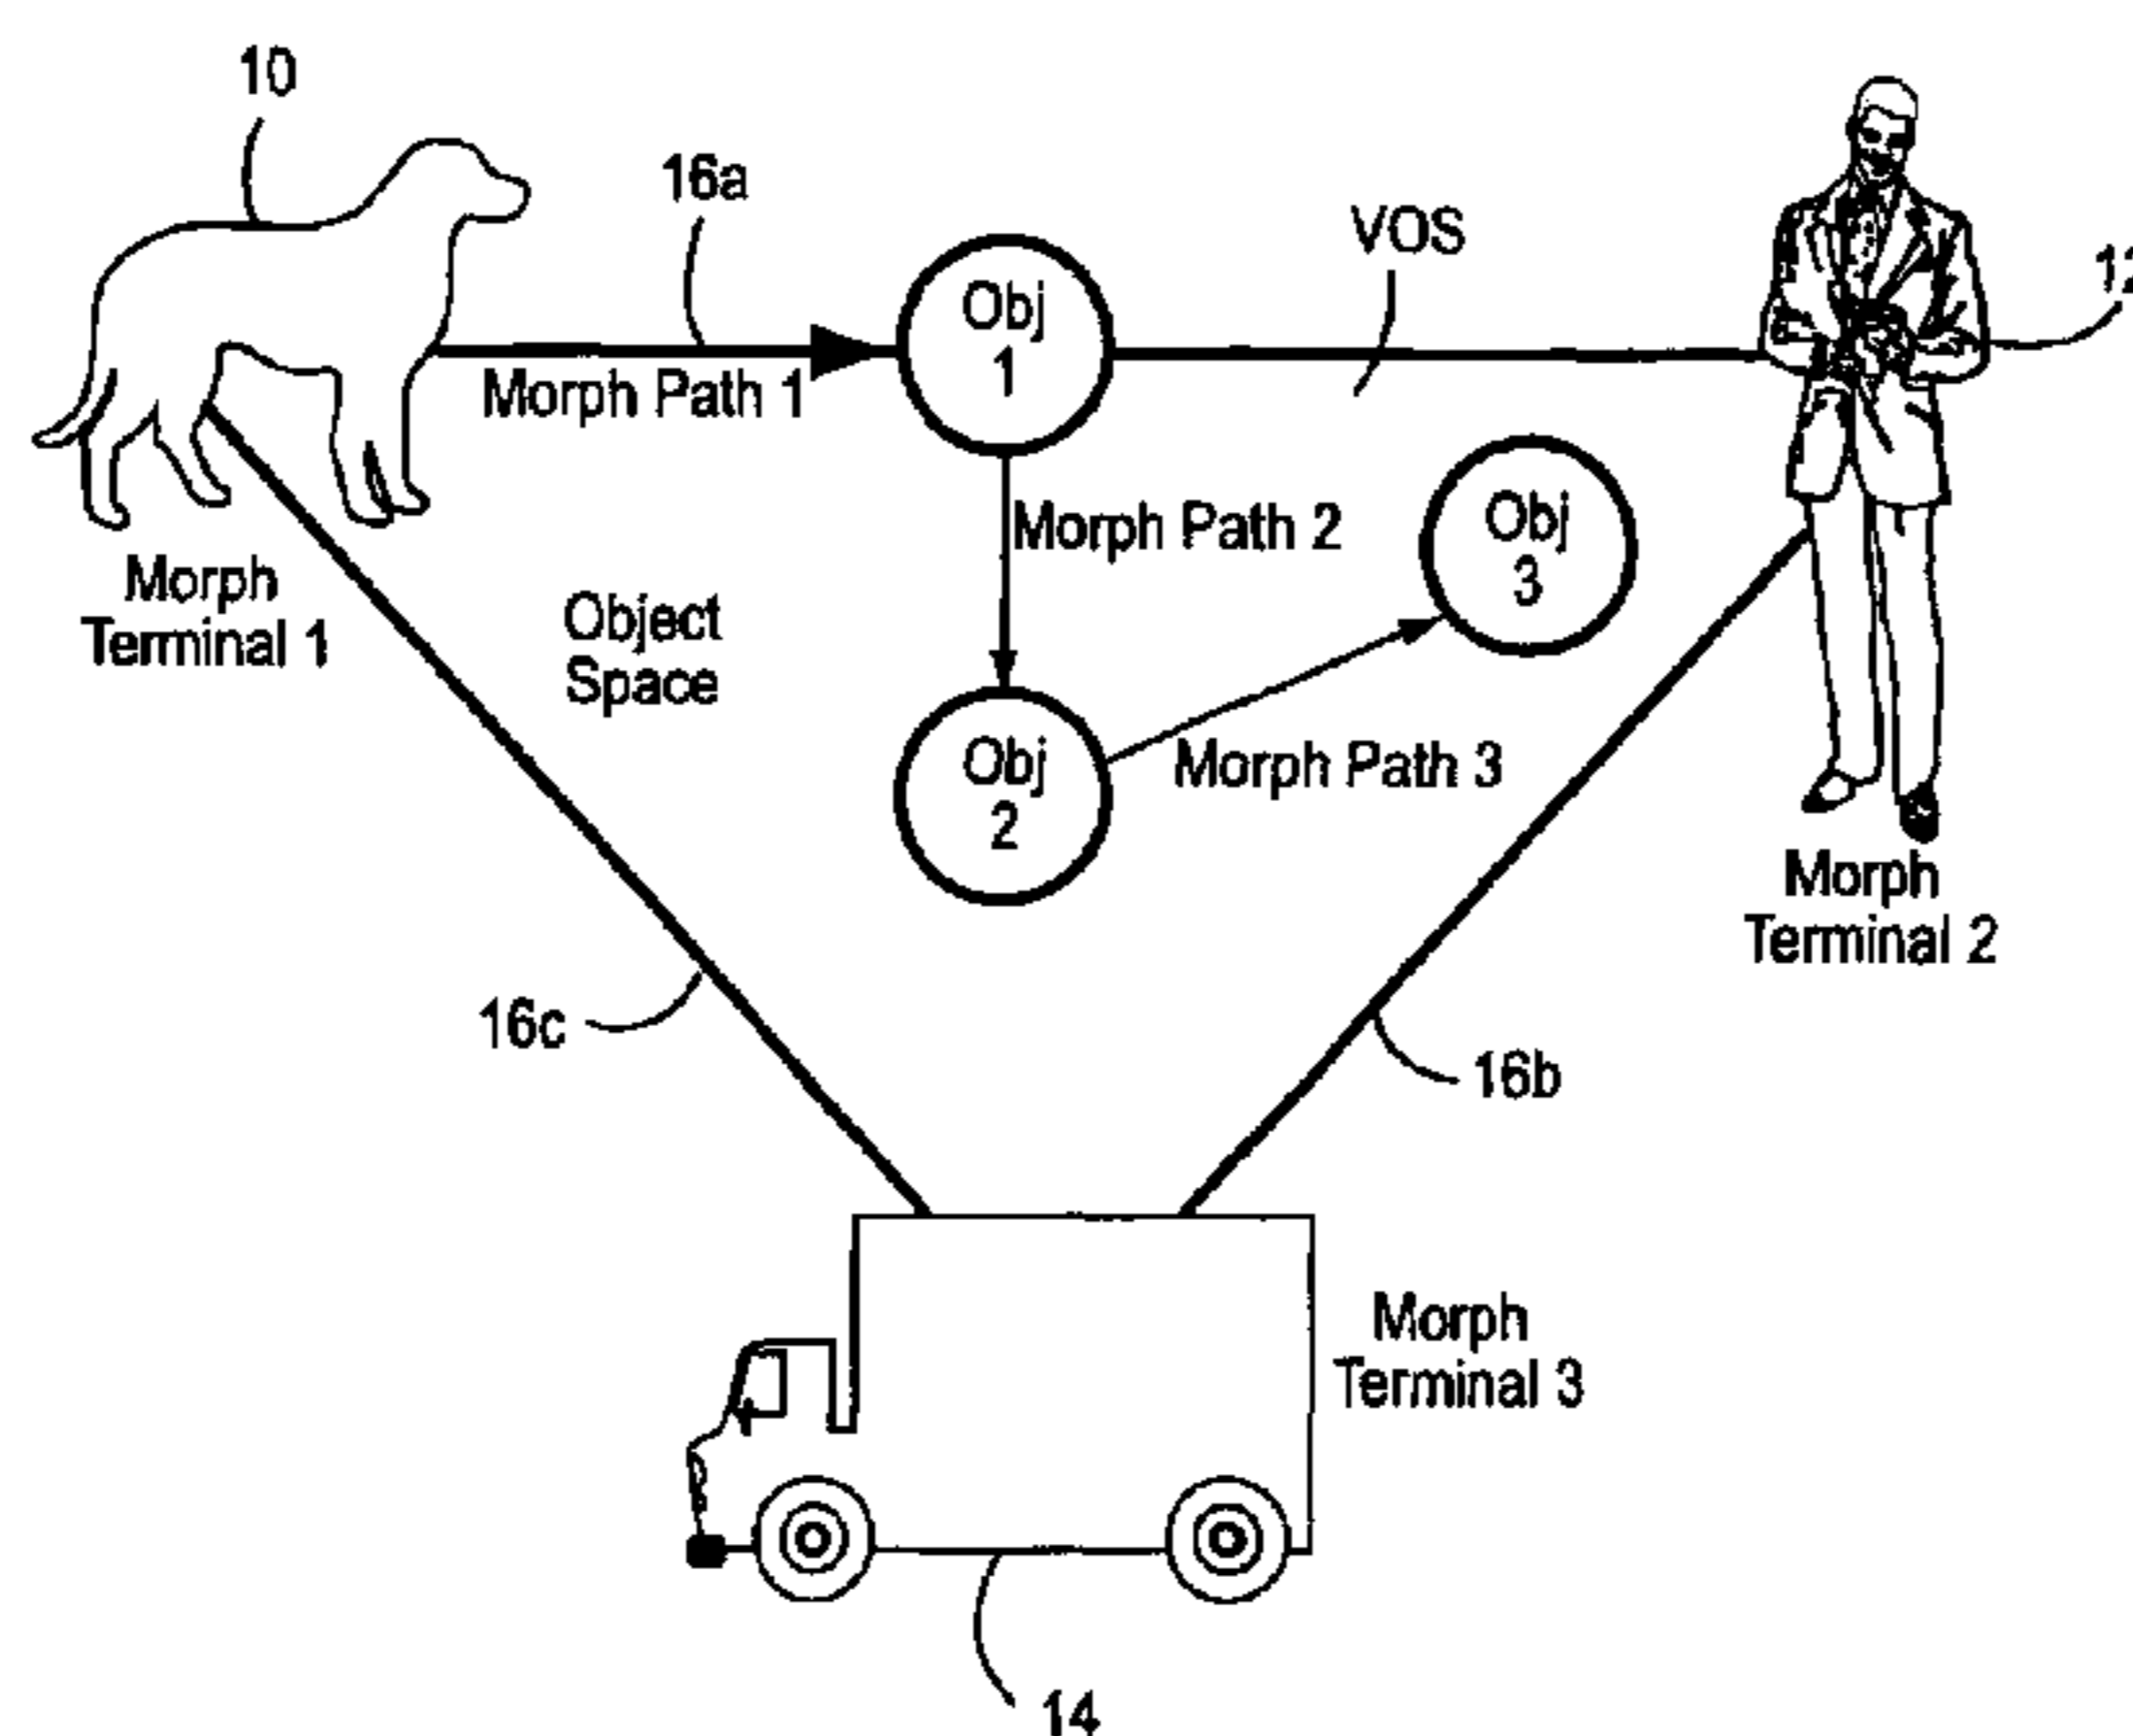 10
16a
VOS
12
Obj
1
Morph Path 1
Morph Path 2
Obj
3
Morph
Terminal 1
Object
Space
Obj
2
Morph Path 3
Morph
Terminal 2
16c
16b
Morph
Terminal 3
14